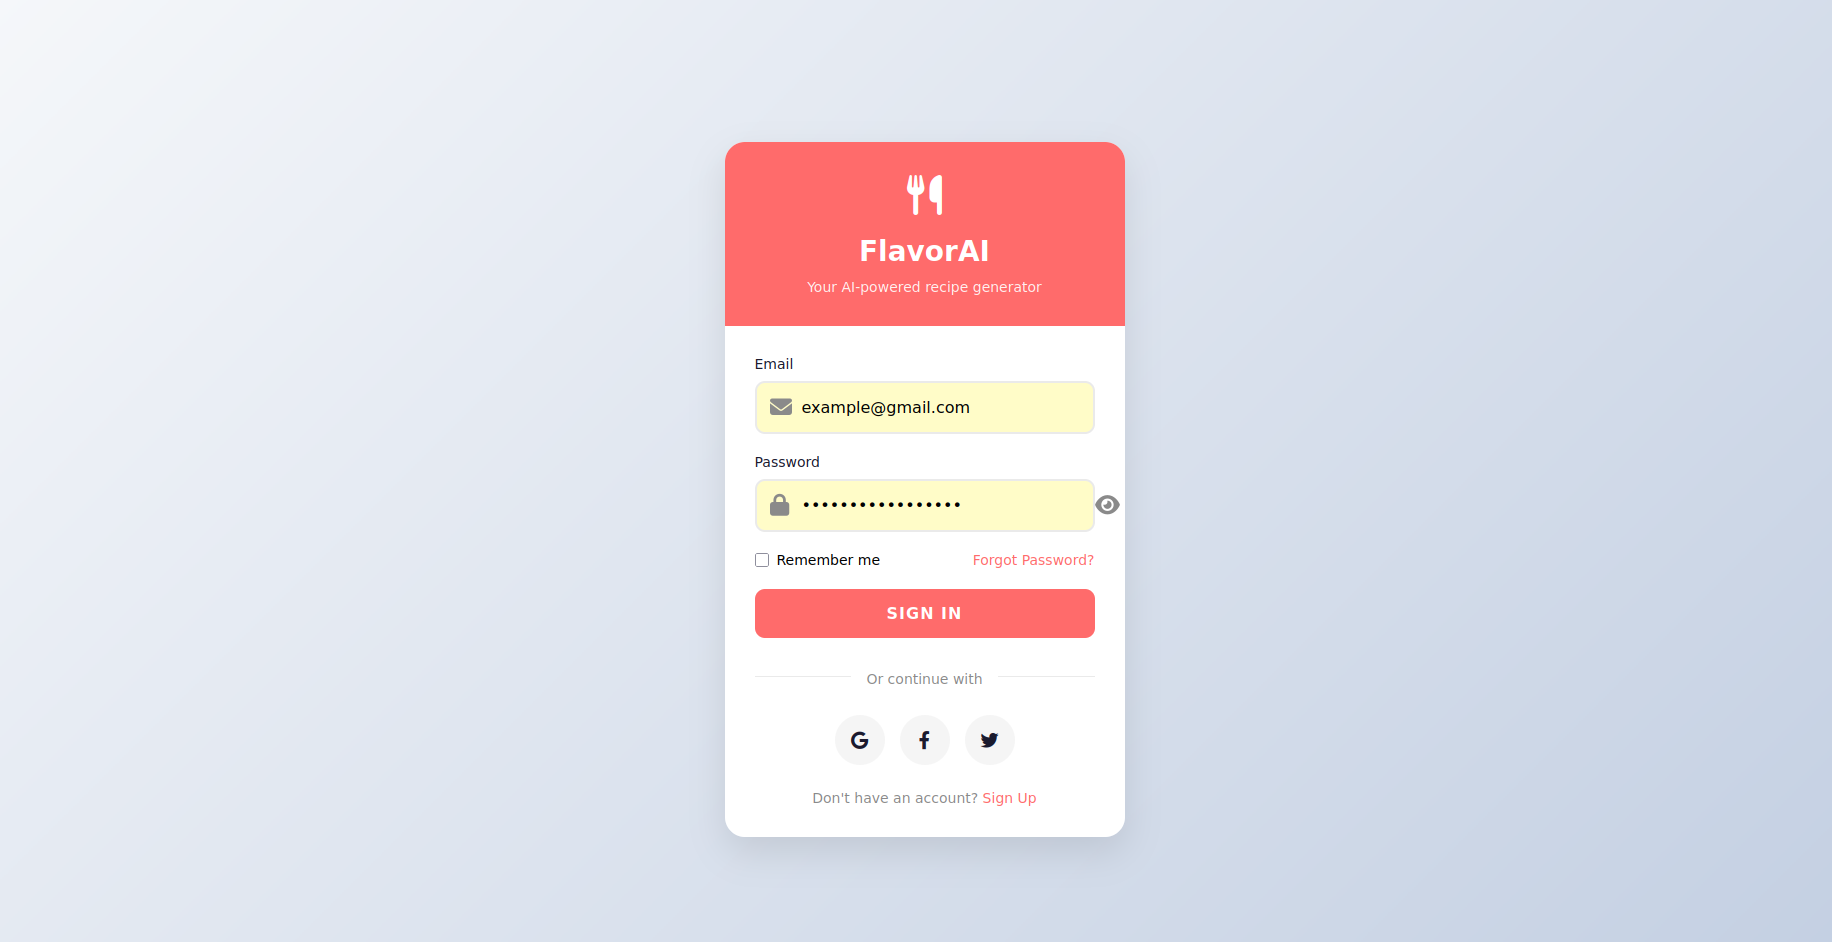 FlavorAI
Your AI-powered recipe generator
Email
example@gmail.com
Password
•••••••••••••••••
Remember me
Forgot Password?
SIGN IN
Or continue with
Don't have an account? Sign Up